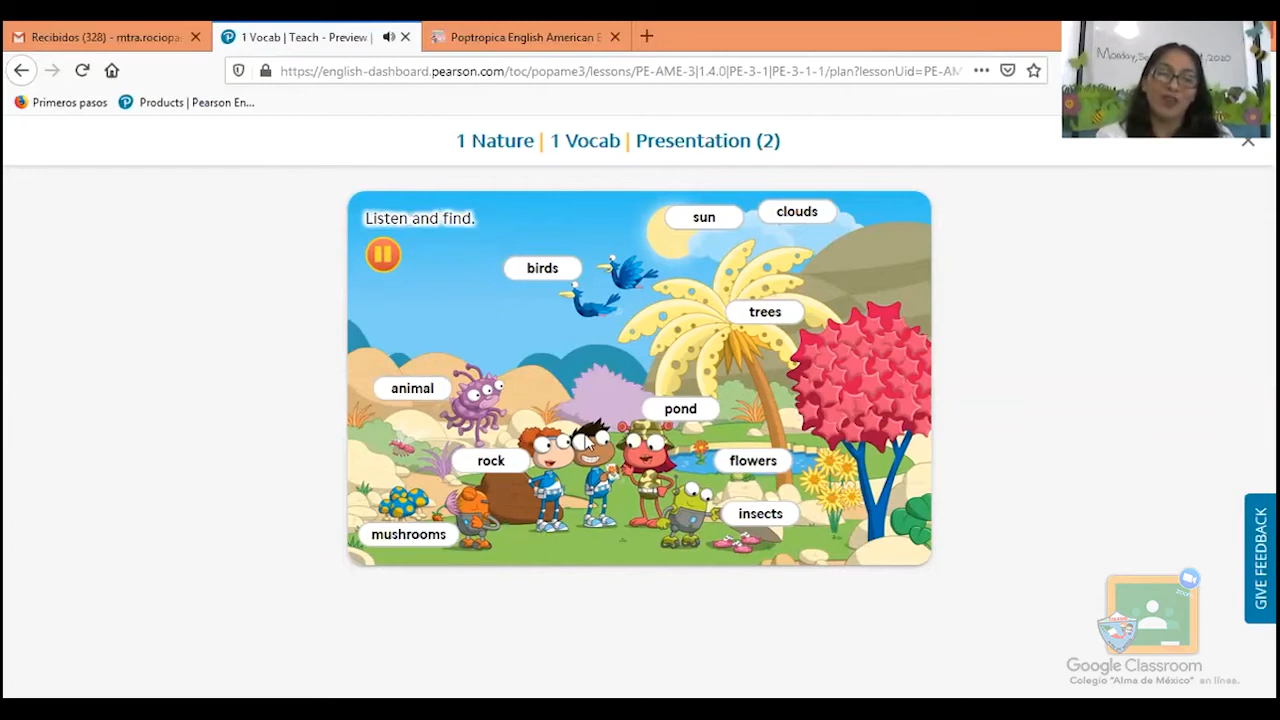 Recibidos (328) - mtra.rociopa
1 Vocab | Teach - Preview |
Poptropica English American E
https://english-dashboard.pearson.com/toc/popame3/lessons/PE-AME-3|1.4.0|PE-3-1|PE-3-1-1/plan?lessonUid=PE-AM
Primeros pasos
Products | Pearson En...
Monday, 2020
1 Nature | 1 Vocab | Presentation (2)
Listen and find.
sun
clouds
birds
trees
animal
pond
rock
flowers
insects
mushrooms
GIVE FEEDBACK
zoom
Google Classroom
Colegio "Alma de México" en línea.